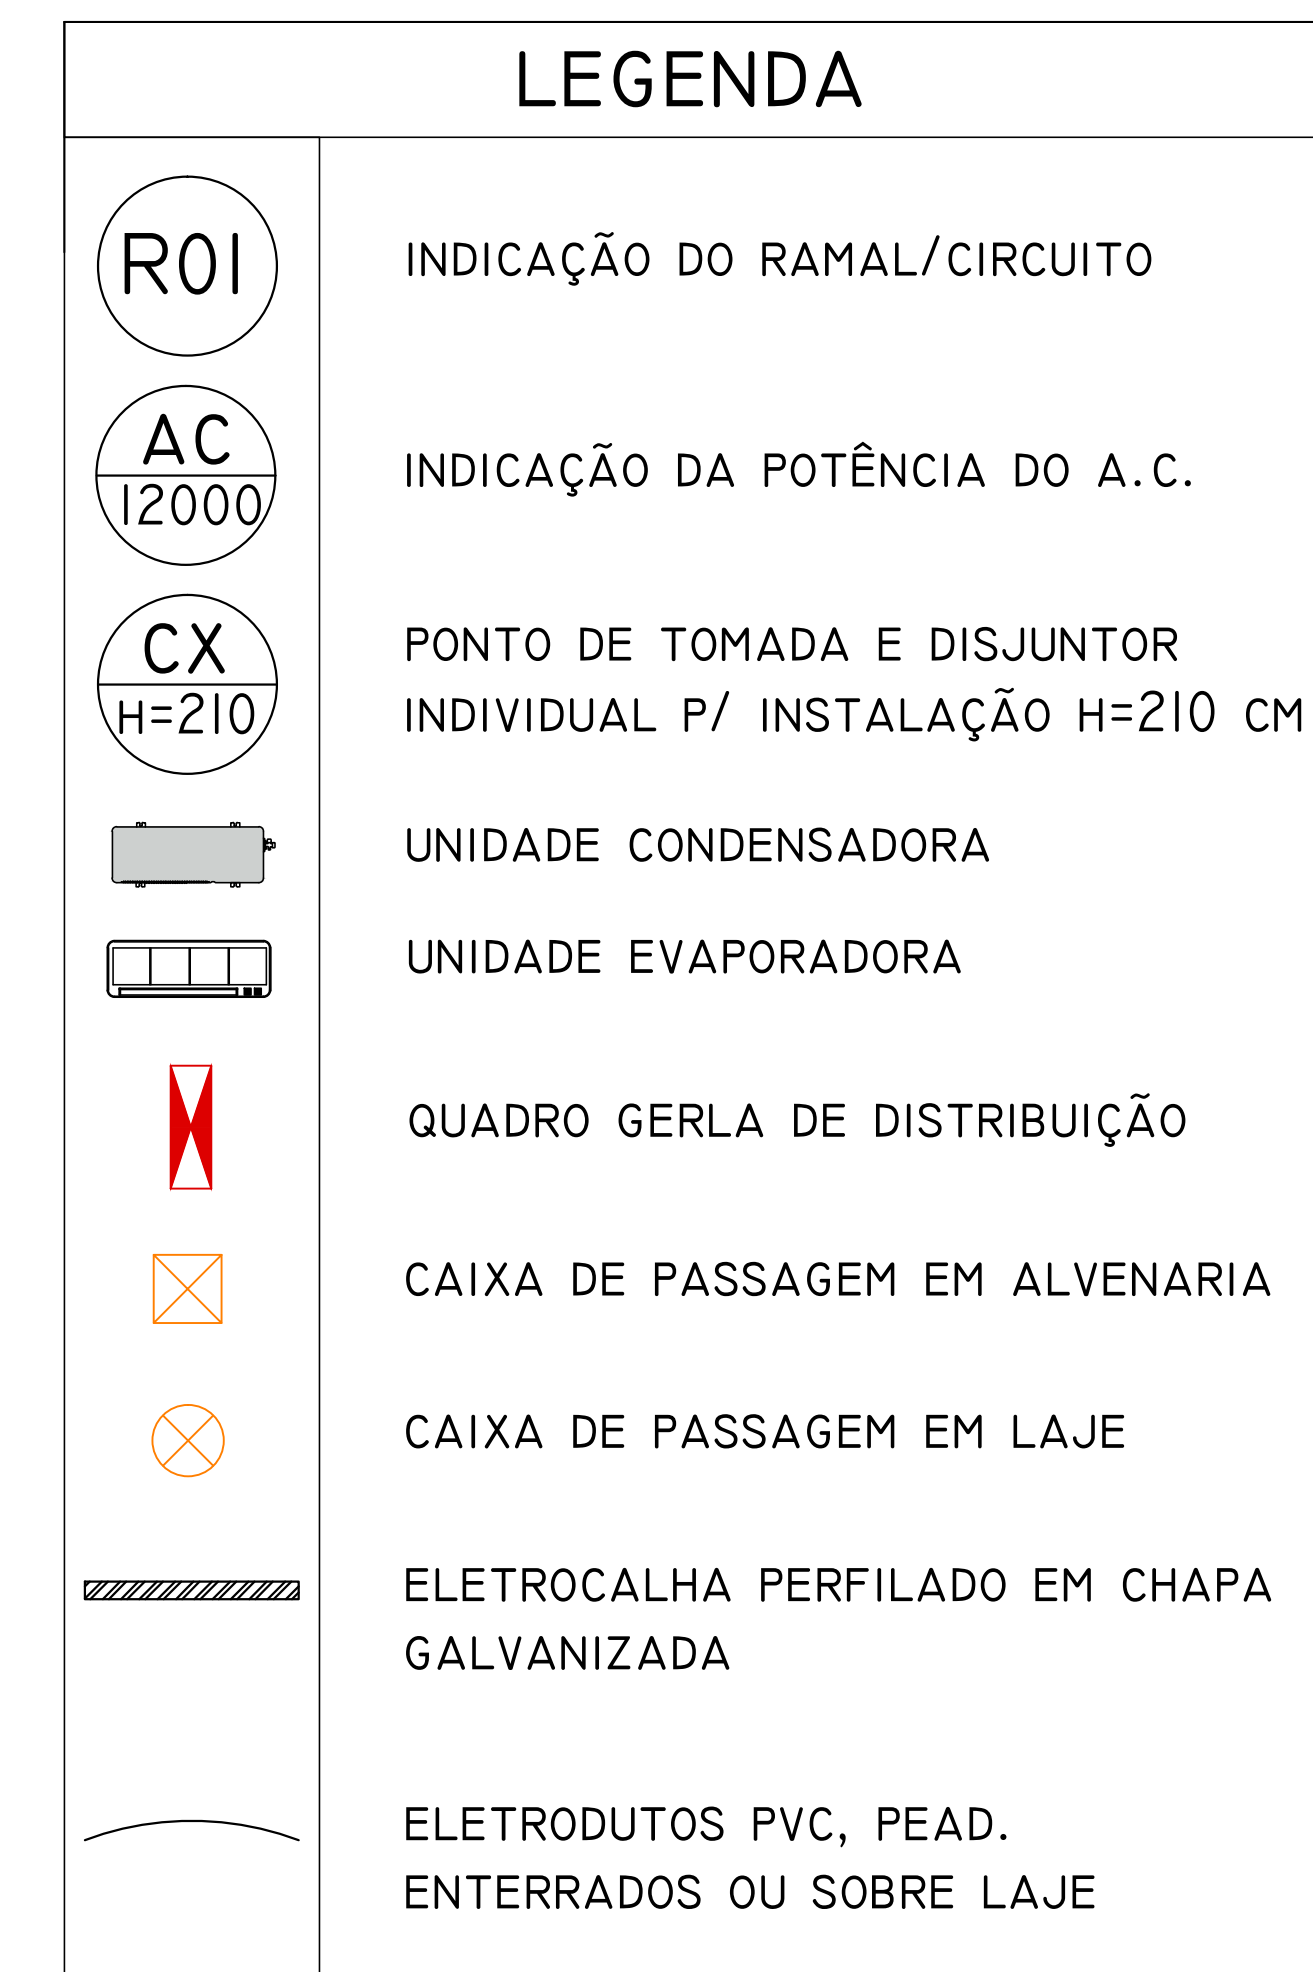 LEGENDA
R01
INDICAÇÃO DO RAMAL/CIRCUITO
AC
12000
INDICAÇÃO DA POTÊNCIA DO A.C.
CX
H=210
PONTO DE TOMADA E DISJUNTOR
INDIVIDUAL P/ INSTALAÇÃO H=210 CM
UNIDADE CONDENSADORA
UNIDADE EVAPORADORA
QUADRO GERLA DE DISTRIBUIÇÃO
CAIXA DE PASSAGEM EM ALVENARIA
CAIXA DE PASSAGEM EM LAJE
ELETROCALHA PERFILADO EM CHAPA
GALVANIZADA
ELETRODUTOS PVC, PEAD.
ENTERRADOS OU SOBRE LAJE